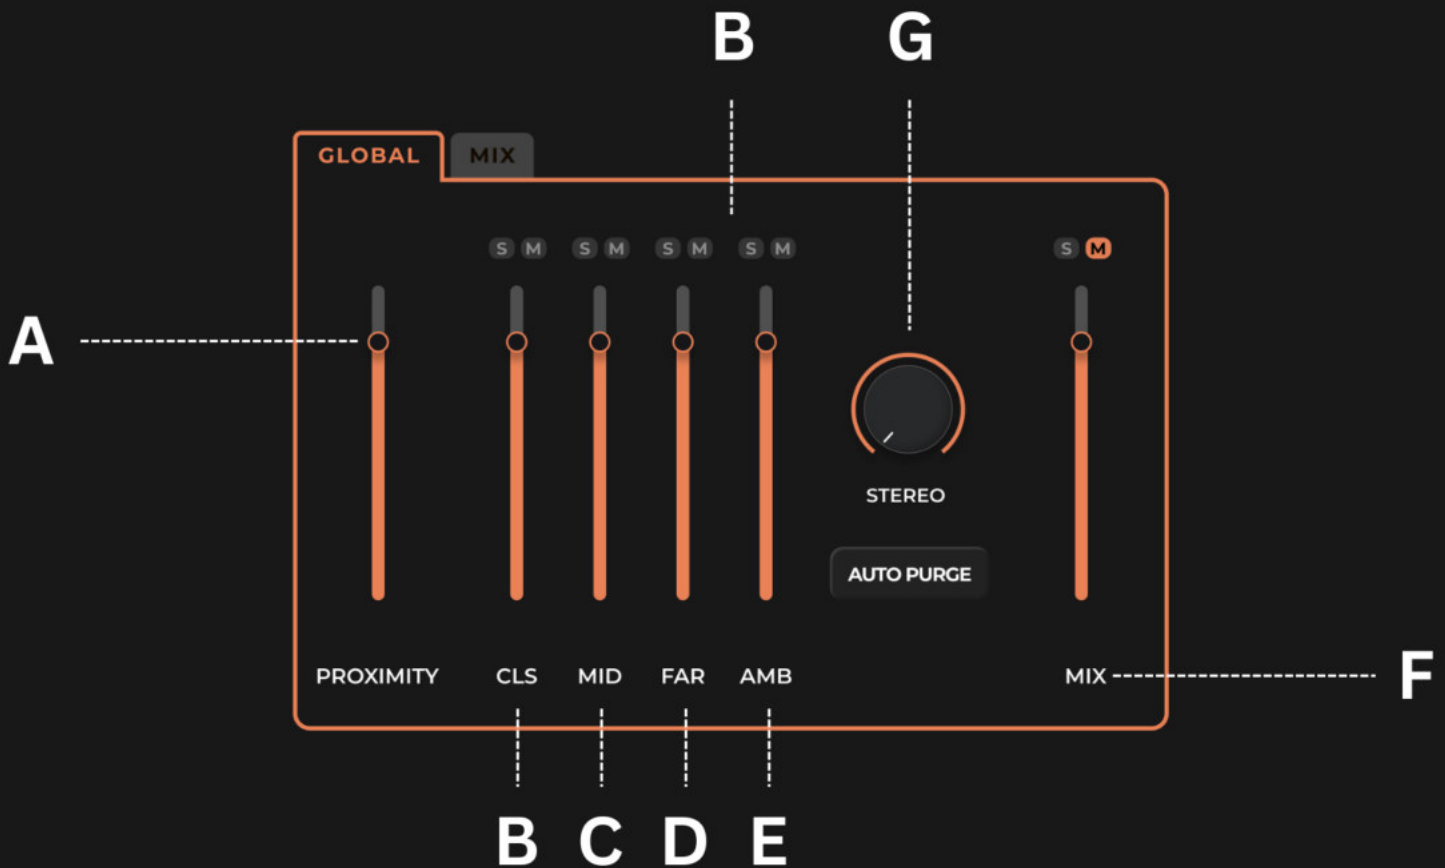 B G
GLOBAL MIX
S M S M S M S M S M
A
STEREO
AUTO PURGE
PROXIMITY CLS MID FAR AMB MIX F
B C D E